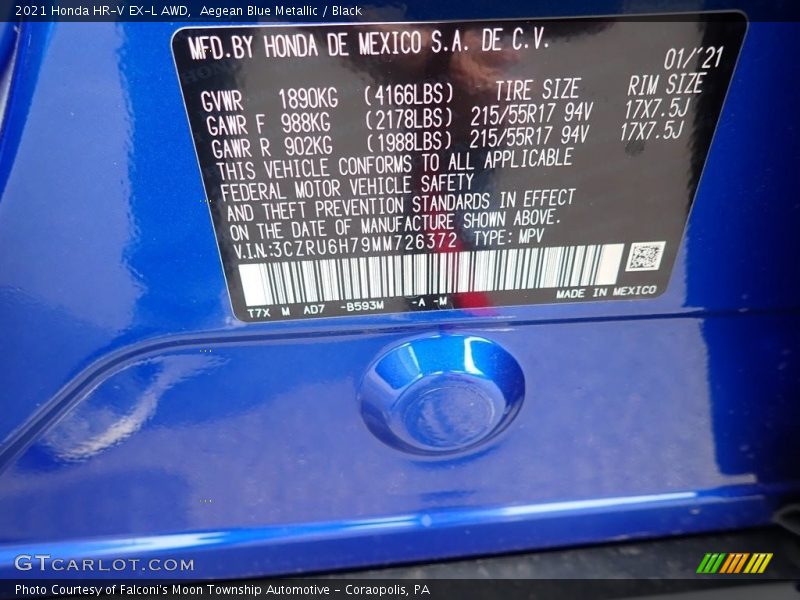 2021 Honda HR-V EX-L AWD,  Aegean Blue Metallic / Black
MFD.BY HONDA DE MEXICO S.A. DE C.V.
01/'21
GVWR 1890KG (4166LBS) TIRE SIZE RIM SIZE
GAWR F 988KG (2178LBS) 215/55R17 94V 17X7.5J
GAWR R 902KG (1988LBS) 215/55R17 94V 17X7.5J
THIS VEHICLE CONFORMS TO ALL APPLICABLE
FEDERAL MOTOR VEHICLE SAFETY
AND THEFT PREVENTION STANDARDS IN EFFECT
ON THE DATE OF MANUFACTURE SHOWN ABOVE.
V.I.N:3CZRU6H79MM726372 TYPE: MPV
T7X M AD7 -B593M -A -M MADE IN MEXICO
GTCARLOT.COM
Photo Courtesy of Falconi's Moon Township Automotive - Coraopolis, PA